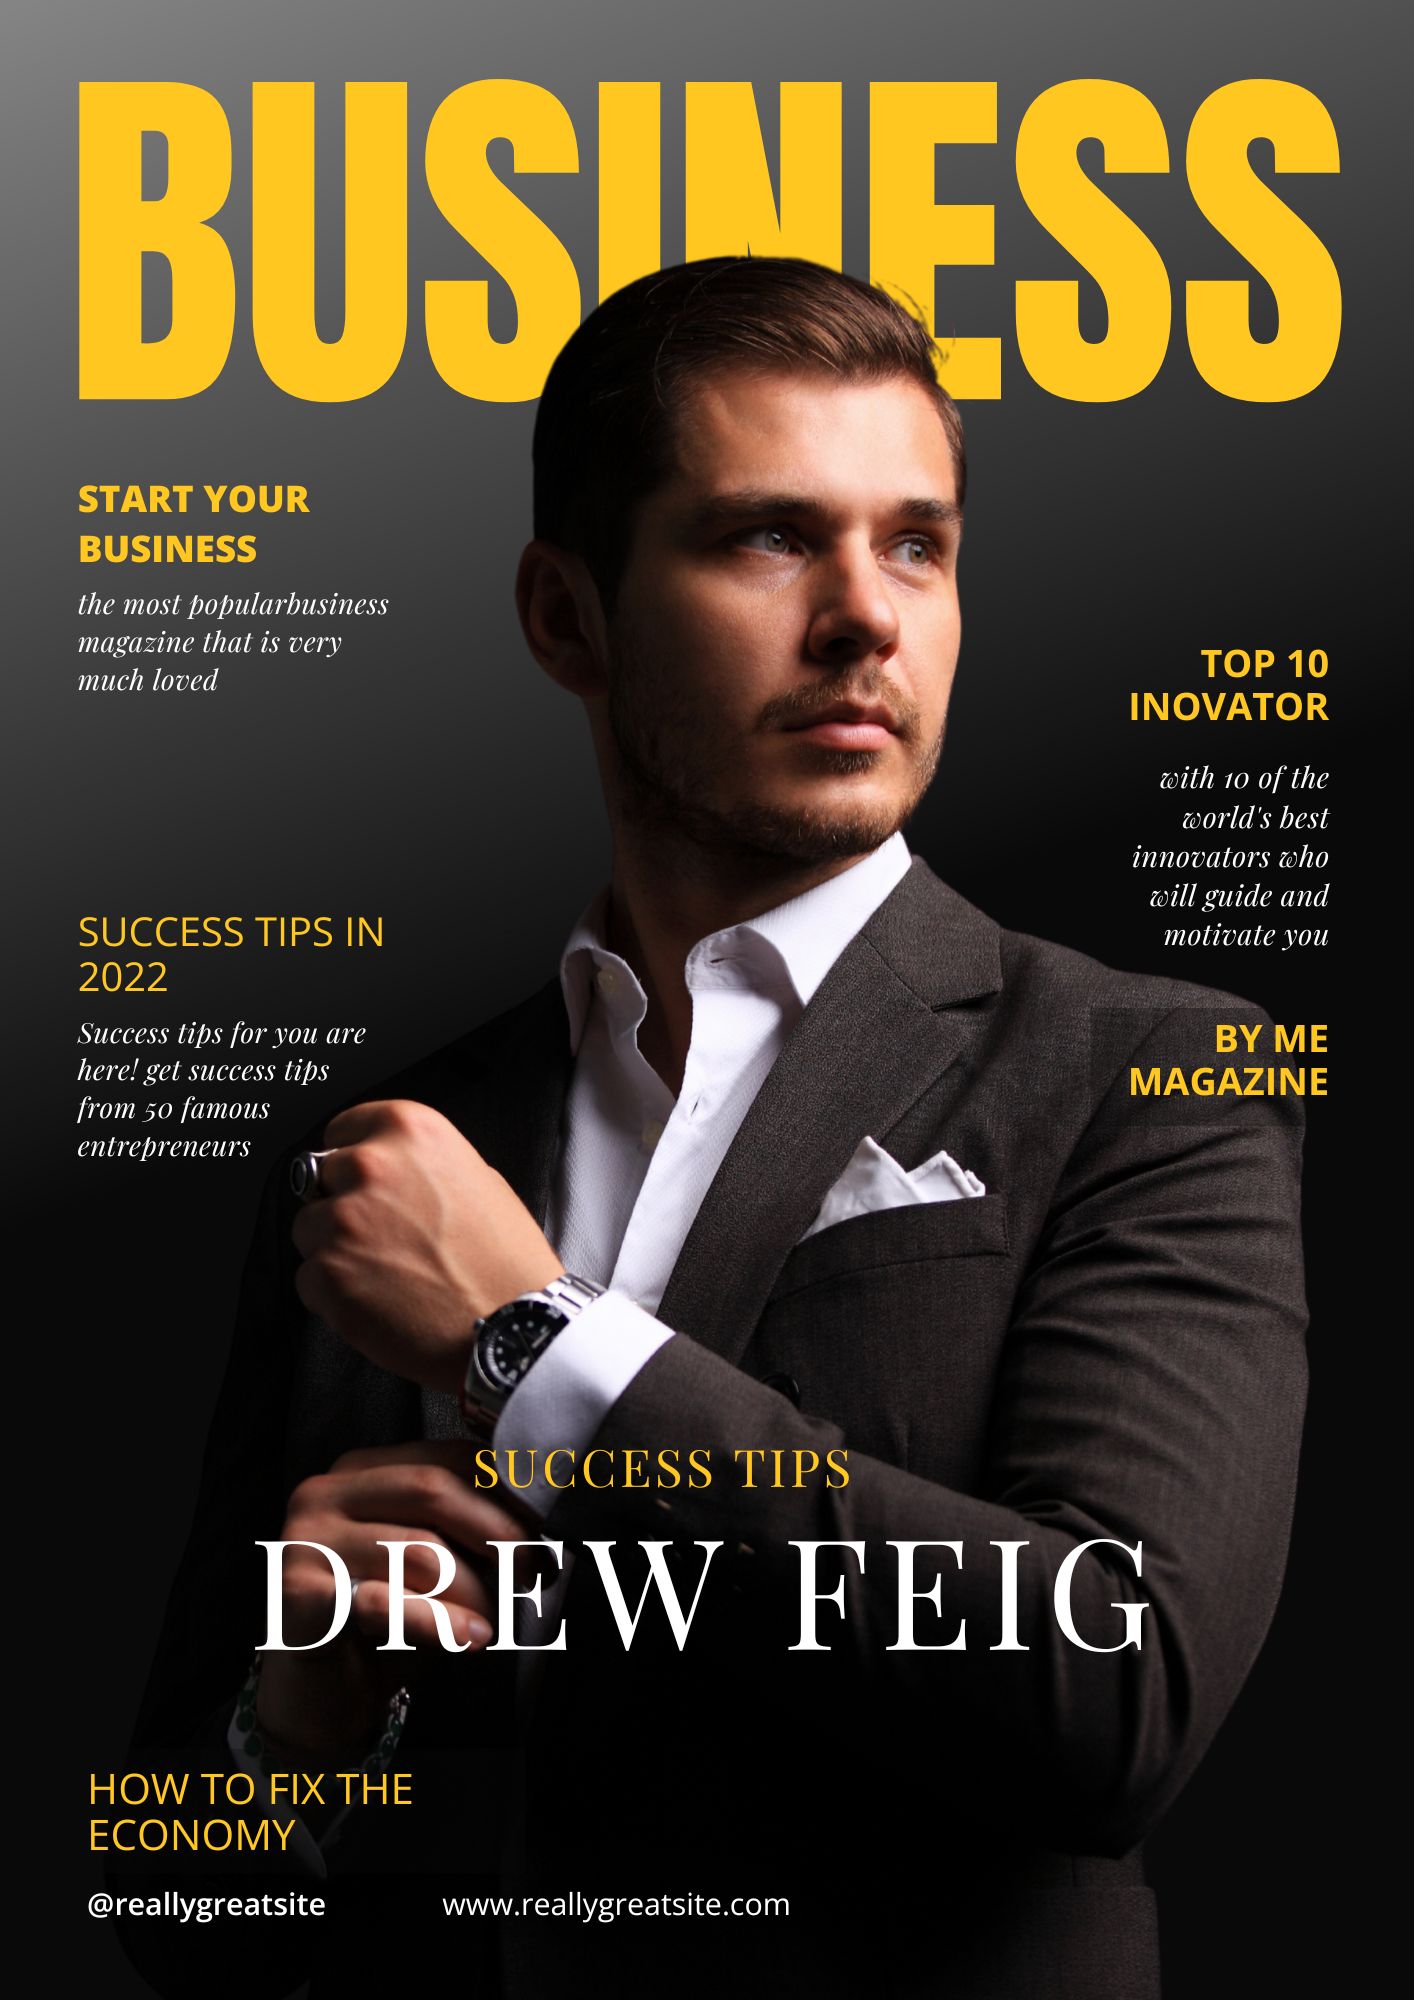 BUSINESS
START YOUR
BUSINESS
the most popularbusiness
magazine that is very
much loved
TOP 10
INOVATOR
with 10 of the
world's best
innovators who
will guide and
motivate you
SUCCESS TIPS IN
2022
Success tips for you are
here! get success tips
from 50 famous
entrepreneurs
BY ME
MAGAZINE
SUCCESS TIPS
DREW FEIG
HOW TO FIX THE
ECONOMY
@reallygreatsite
www.reallygreatsite.com